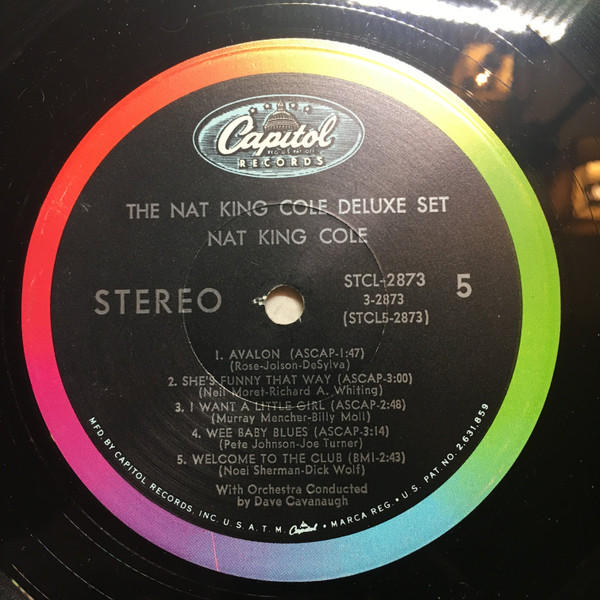 Capitol
RECORDS
THE NAT KING COLE DELUXE SET
NAT KING COLE
STEREO
STCL-2873
3-2873
(STCL5-2873)
5
1. AVALON (ASCAP-1:47)
(Rose-Jolson-DeSylva)
2. SHE'S FUNNY THAT WAY (ASCAP-3:00)
(Neil Moret-Richard A. Whiting)
3. I WANT A LITTLE GIRL (ASCAP-2:48)
(Murray Mencher-Billy Moll)
4. WEE BABY BLUES (ASCAP-3:14)
(Pete Johnson-Joe Turner)
5. WELCOME TO THE CLUB (BMI-2:43)
(Noel Sherman-Dick Wolf)
With Orchestra Conducted
by Dave Cavanaugh
MFD. BY CAPITOL RECORDS, INC. U.S.A. T.M. Capitol • MARCA REG. • U.S. PAT. NO. 2,631,859